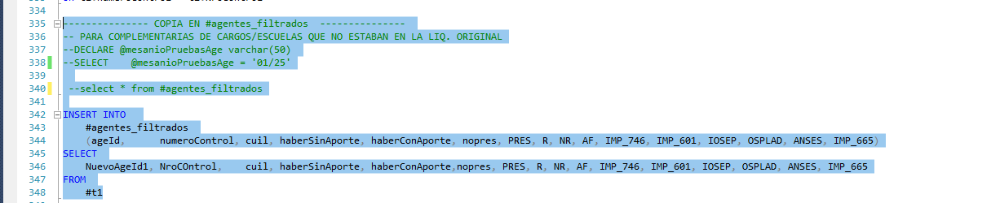 334
335 --------------- COPIA EN #agentes_filtrados ---------------
336 -- PARA COMPLEMENTARIAS DE CARGOS/ESCUELAS QUE NO ESTABAN EN LA LIQ. ORIGINAL
337 --DECLARE @mesanioPruebasAge varchar(50)
338 --SELECT    @mesanioPruebasAge = '01/25'
339
340 --select * from #agentes_filtrados
341
342 INSERT INTO
343     #agentes_filtrados
344     (ageId,      numeroControl, cuil, haberSinAporte, haberConAporte, nopres, PRES, R, NR, AF, IMP_746, IMP_601, IOSEP, OSPLAD, ANSES, IMP_665)
345 SELECT
346     NuevoAgeId1, NroCOntrol,    cuil, haberSinAporte, haberConAporte,nopres, PRES, R, NR, AF, IMP_746, IMP_601, IOSEP, OSPLAD, ANSES, IMP_665
347 FROM
348     #t1